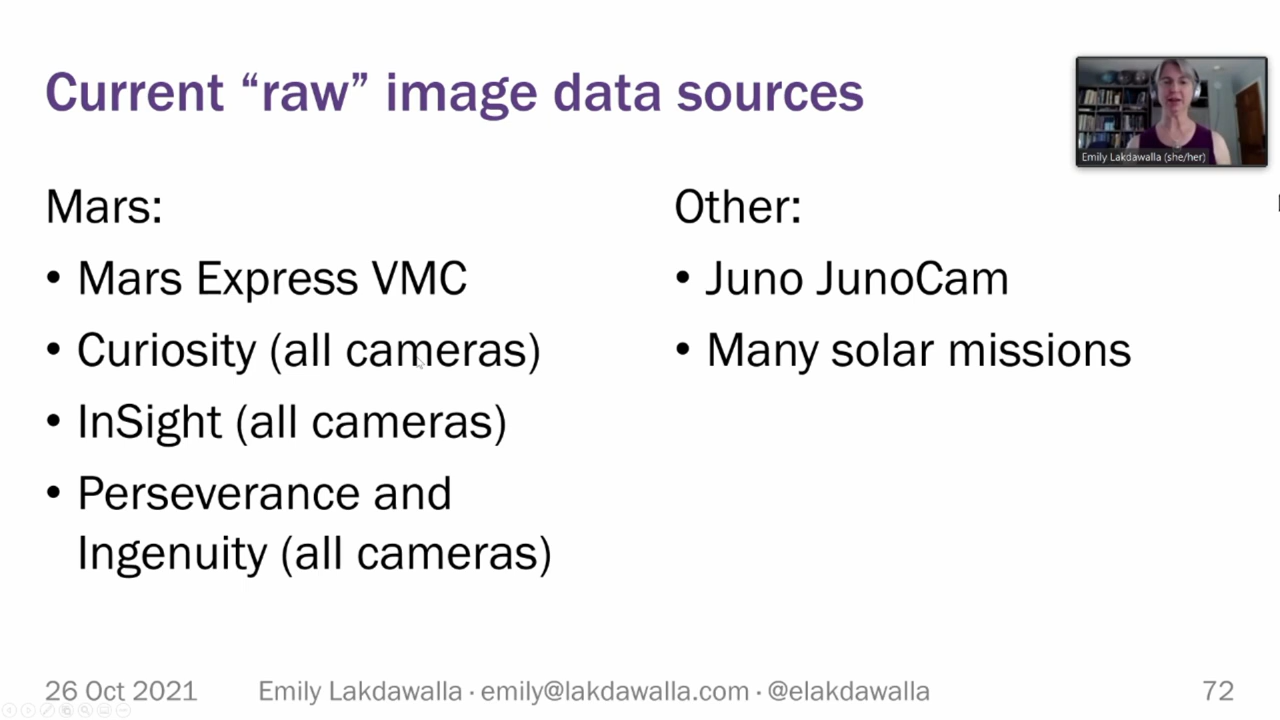 Current “raw” image data sources
Emily Lakdawalla (she/her)
Mars:
• Mars Express VMC
• Curiosity (all cameras)
• InSight (all cameras)
• Perseverance and
Ingenuity (all cameras)
Other:
• Juno JunoCam
• Many solar missions
26 Oct 2021
Emily Lakdawalla · emily@lakdawalla.com · @elakdawalla
72